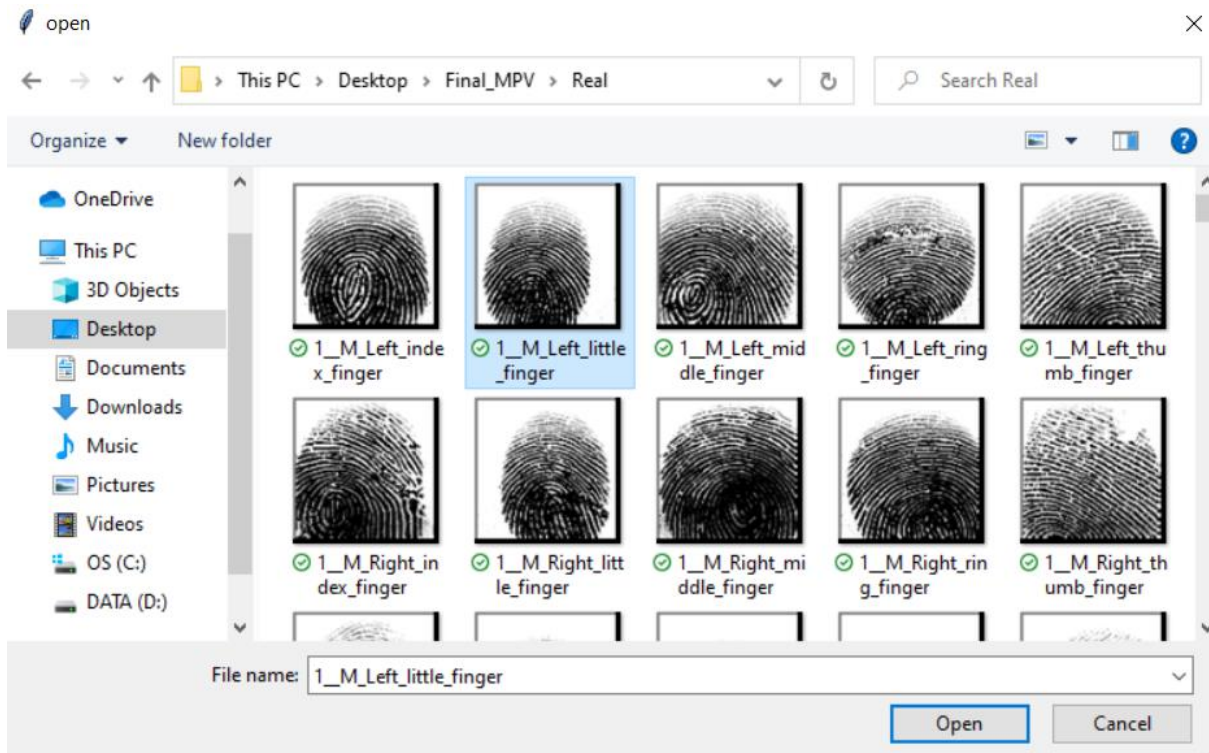 open
This PC > Desktop > Final_MPV > Real
Search Real
Organize
New folder
OneDrive
This PC
3D Objects
Desktop
Documents
Downloads
Music
Pictures
Videos
OS (C:)
DATA (D:)
1__M_Left_inde
x_finger
1__M_Left_little
_finger
1__M_Left_mid
dle_finger
1__M_Left_ring
_finger
1__M_Left_thu
mb_finger
1__M_Right_in
dex_finger
1__M_Right_litt
le_finger
1__M_Right_mi
ddle_finger
1__M_Right_rin
g_finger
1__M_Right_th
umb_finger
File name: 1__M_Left_little_finger
Open
Cancel